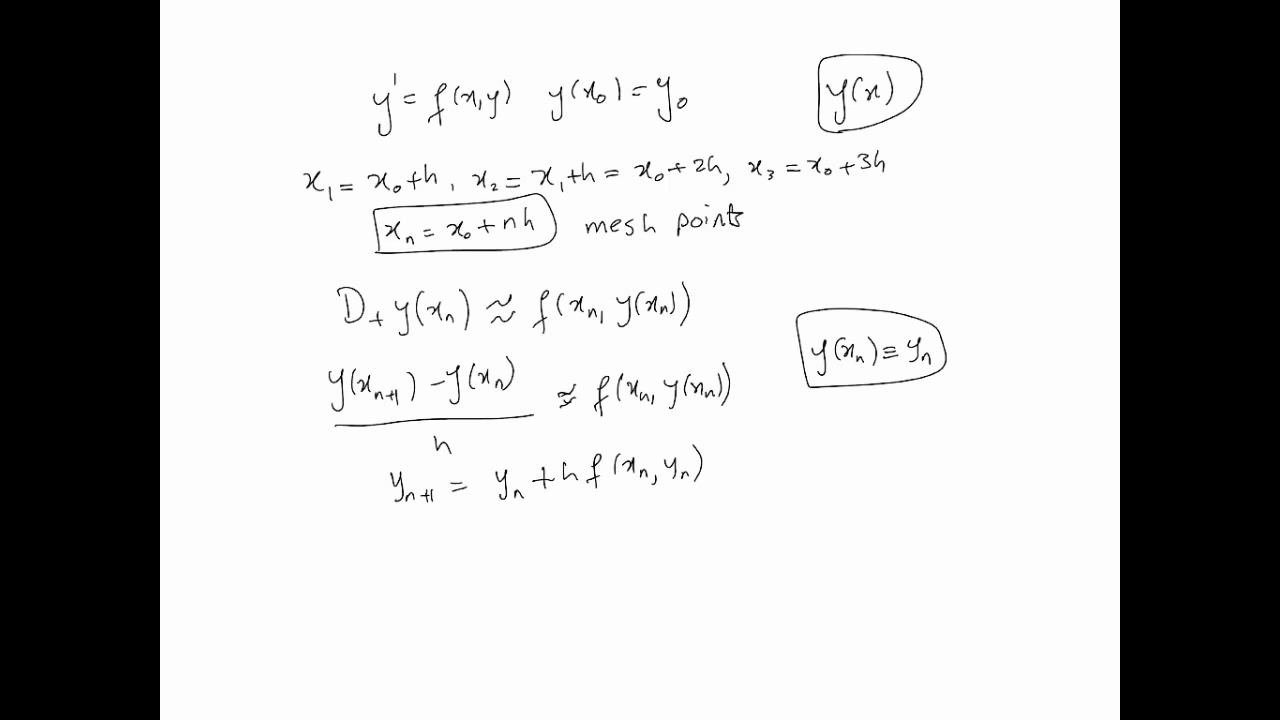 y' = f(x,y)   y(x₀) = y₀   y(x)
x₁ = x₀+h, x₂ = x₁+h = x₀+2h, x₃ = x₀+3h
xₙ = x₀+nh   mesh points
D₊ y(xₙ) ≈ f(xₙ, y(xₙ))
y(xₙ) ≡ yₙ
y(xₙ₊₁) - y(xₙ) / h ≈ f(xₙ, y(xₙ))
yₙ₊₁ = yₙ + h f(xₙ, yₙ)